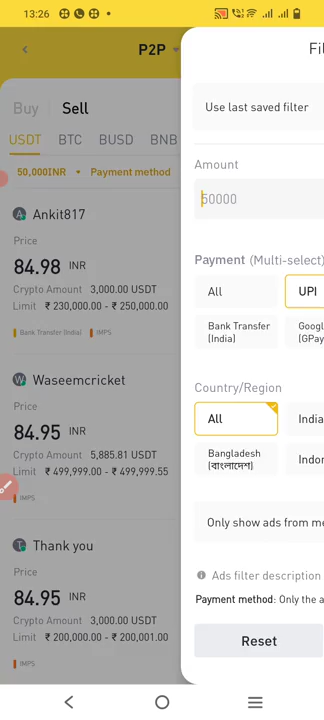 13:26
P2P
Fil
Buy Sell
Use last saved filter
USDT BTC BUSD BNB
50,000INR • Payment method
Amount
50000
Ankit817
Price
84.98 INR
Crypto Amount 3,000.00 USDT
Limit ₹ 230,000.00 - ₹ 250,000.00
Bank Transfer (India) IMPS
Payment (Multi-select)
All
UPI
Bank Transfer
(India)
Googl
(GPay
Waseemcricket
Price
84.95 INR
Crypto Amount 5,885.81 USDT
Limit ₹ 499,999.00 - ₹ 499,999.55
IMPS
Country/Region
All
India
Bangladesh
(বাংলাদেশ)
Indor
Only show ads from me
Thank you
Price
84.95 INR
Crypto Amount 3,000.00 USDT
Limit ₹ 200,000.00 - ₹ 200,001.00
IMPS
Ads filter description
Payment method: Only the a
Reset